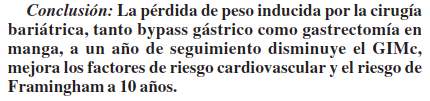 Conclusión: La pérdida de peso inducida por la cirugía
bariátrica, tanto bypass gástrico como gastrectomía en
manga, a un año de seguimiento disminuye el GIMc,
mejora los factores de riesgo cardiovascular y el riesgo de
Framingham a 10 años.